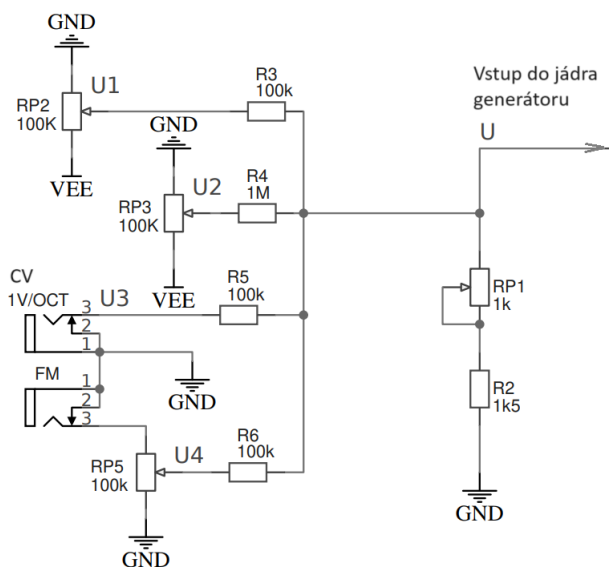 GND
U1
RP2
100K
VEE
R3
100k
GND
U2
RP3
100K
VEE
R4
1M
CV
1V/OCT
U3
3
2
1
R5
100k
FM
1
2
3
GND
RP5
100k
U4
R6
100k
GND
Vstup do jádra
generátoru
U
RP1
1k
R2
1k5
GND